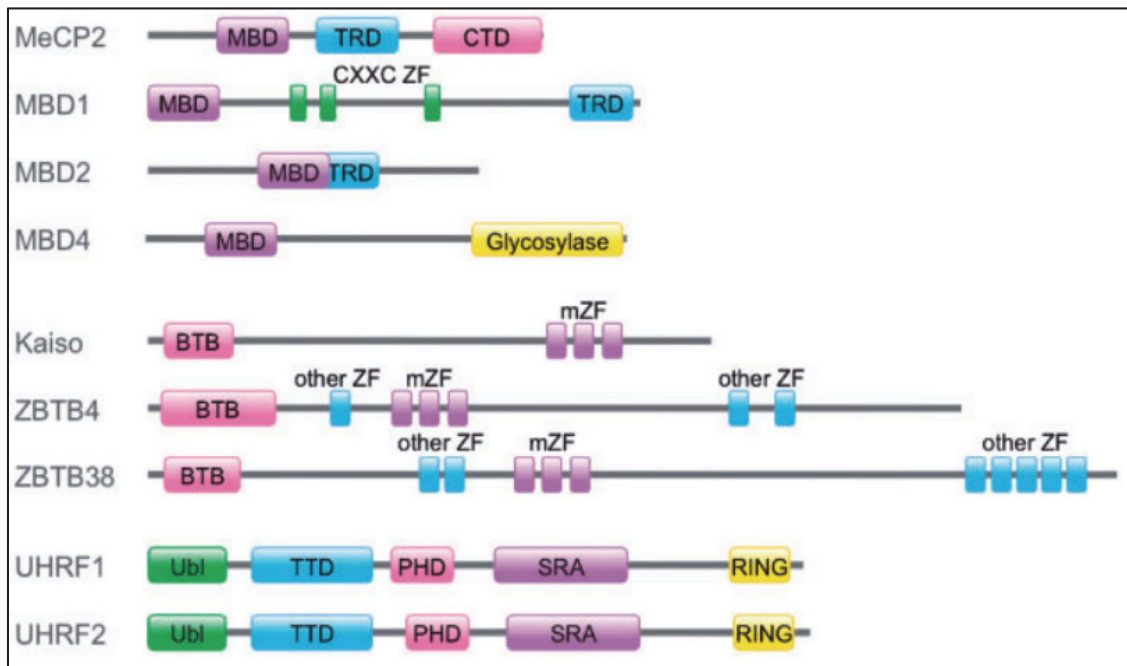 MeCP2 MBD TRD CTD
CXXC ZF
MBD1 MBD TRD
MBD2 MBD TRD
MBD4 MBD Glycosylase
mZF
Kaiso BTB
other ZF mZF other ZF
ZBTB4 BTB
other ZF mZF other ZF
ZBTB38 BTB
UHRF1 Ubl TTD PHD SRA RING
UHRF2 Ubl TTD PHD SRA RING